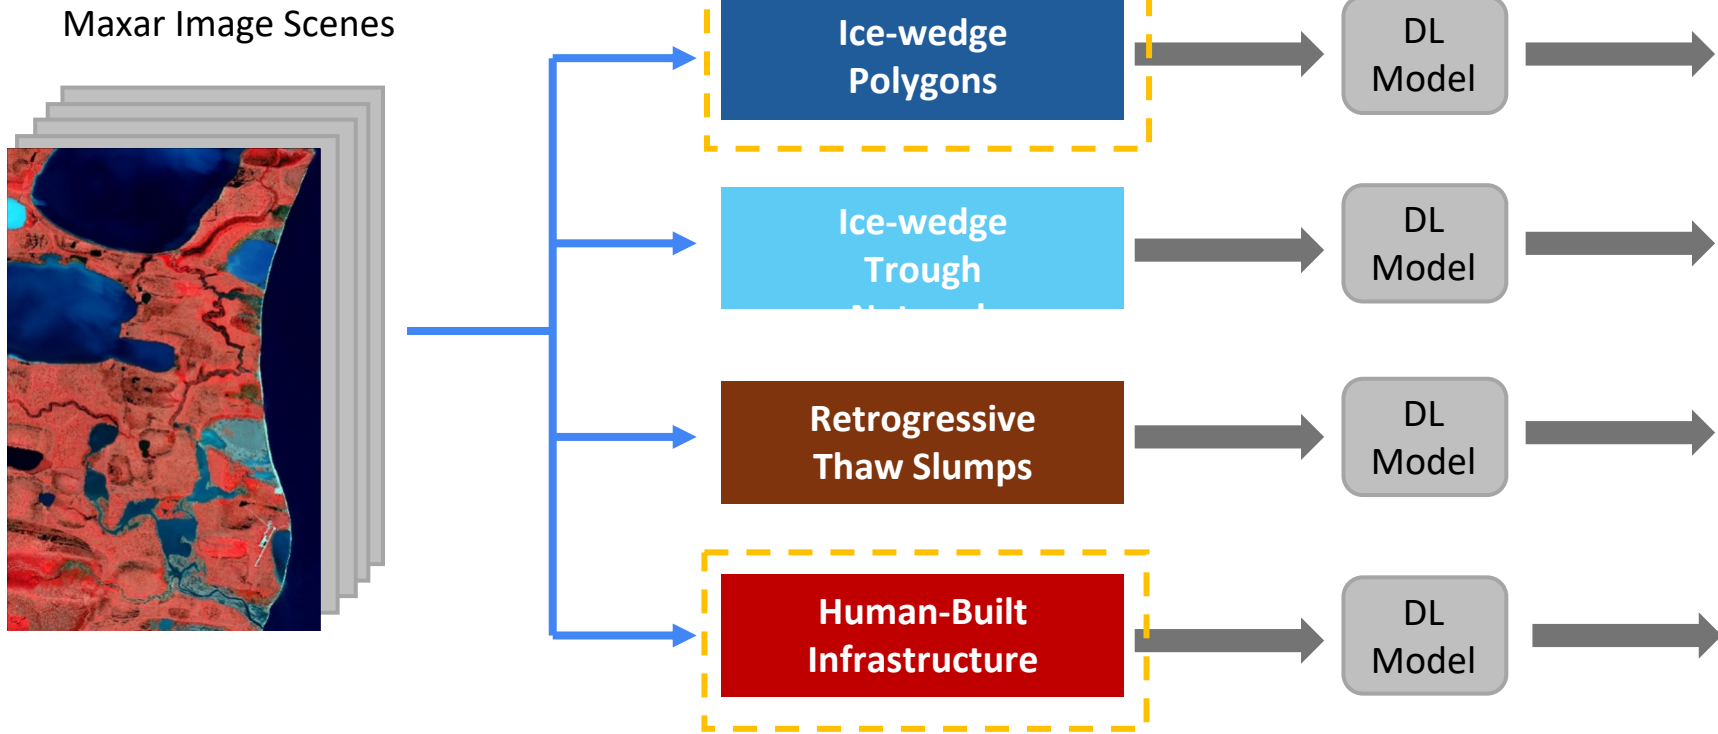 Maxar Image Scenes
Ice-wedge
Polygons
DL
Model
Ice-wedge
Trough
DL
Model
Retrogressive
Thaw Slumps
DL
Model
Human-Built
Infrastructure
DL
Model